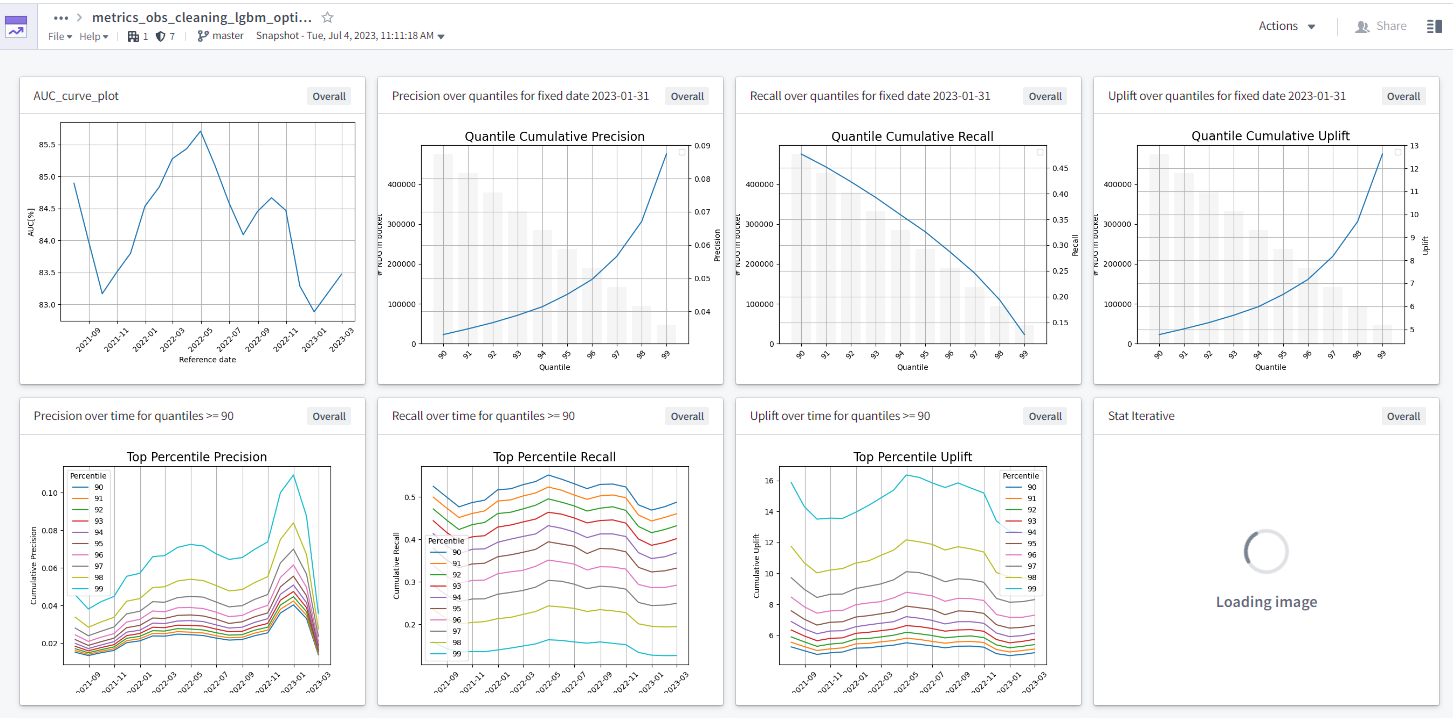 ••• > metrics_obs_cleaning_lgbm_opti...
File Help 1 7 master Snapshot - Tue, Jul 4, 2023, 11:11:18 AM
Actions Share
AUC_curve_plot Overall
85.5
85.0
84.5
84.0
83.5
83.0
AUC[%]
2021-09 2021-11 2022-01 2022-03 2022-05 2022-07 2022-09 2022-11 2023-01 2023-03
Reference date
Precision over quantiles for fixed date 2023-01-31 Overall
Quantile Cumulative Precision
400000
300000
200000
100000
0
# NDG in bucket
0.09
0.08
0.07
0.06
0.05
0.04
Precision
90 91 92 93 94 95 96 97 98 99
Quantile
Recall over quantiles for fixed date 2023-01-31 Overall
Quantile Cumulative Recall
400000
300000
200000
100000
0
# NDG in bucket
0.45
0.40
0.35
0.30
0.25
0.20
0.15
Recall
90 91 92 93 94 95 96 97 98 99
Quantile
Uplift over quantiles for fixed date 2023-01-31 Overall
Quantile Cumulative Uplift
400000
300000
200000
100000
0
# NDG in bucket
13
12
11
10
9
8
7
6
5
Uplift
90 91 92 93 94 95 96 97 98 99
Quantile
Precision over time for quantiles >= 90 Overall
Top Percentile Precision
Percentile
90
91
92
93
94
95
96
97
98
99
0.10
0.08
0.06
0.04
0.02
Cumulative Precision
2021-09 2021-11 2022-01 2022-03 2022-05 2022-07 2022-09 2022-11 2023-01 2023-03
Recall over time for quantiles >= 90 Overall
Top Percentile Recall
0.5
0.4
0.3
0.2
Cumulative Recall
Percentile
90
91
92
93
94
95
96
97
98
99
2021-09 2021-11 2022-01 2022-03 2022-05 2022-07 2022-09 2022-11 2023-01 2023-03
Uplift over time for quantiles >= 90 Overall
Top Percentile Uplift
16
14
12
10
8
6
Cumulative Uplift
Percentile
90
91
92
93
94
95
96
97
98
99
2021-09 2021-11 2022-01 2022-03 2022-05 2022-07 2022-09 2022-11 2023-01 2023-03
Stat Iterative Overall
Loading image